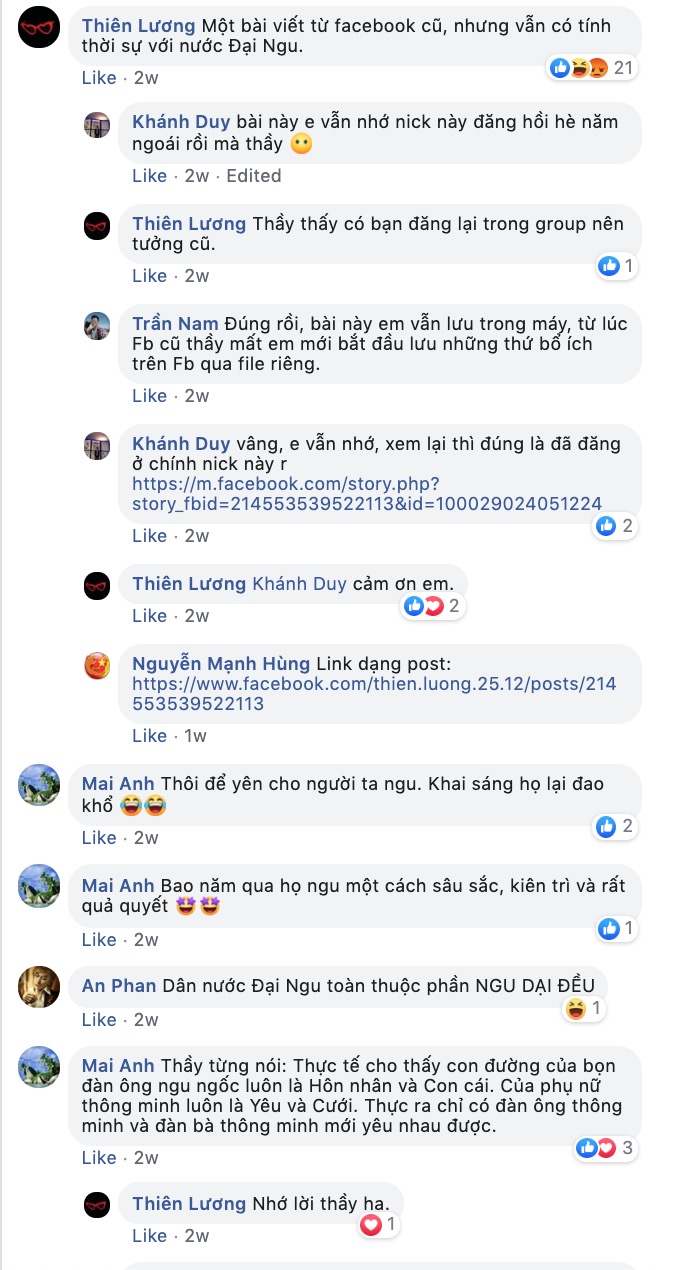 Thiên Lương Một bài viết từ facebook cũ, nhưng vẫn có tính
thời sự với nước Đại Ngu.
21
Like · 2w
Khánh Duy bài này e vẫn nhớ nick này đăng hồi hè năm
ngoái rồi mà thầy 😶
Like · 2w · Edited
Thiên Lương Thầy thấy có bạn đăng lại trong group nên
tưởng cũ.
1
Like · 2w
Trần Nam Đúng rồi, bài này em vẫn lưu trong máy, từ lúc
Fb cũ thầy mất em mới bắt đầu lưu những thứ bổ ích
trên Fb qua file riêng.
Like · 2w
Khánh Duy vâng, e vẫn nhớ, xem lại thì đúng là đã đăng
ở chính nick này r
https://m.facebook.com/story.php?
story_fbid=214553539522113&id=100029024051224
2
Like · 2w
Thiên Lương Khánh Duy cảm ơn em.
2
Like · 2w
Nguyễn Mạnh Hùng Link dạng post:
https://www.facebook.com/thien.luong.25.12/posts/214
553539522113
Like · 1w
Mai Anh Thôi để yên cho người ta ngu. Khai sáng họ lại đao
khổ 😂😂
2
Like · 2w
Mai Anh Bao năm qua họ ngu một cách sâu sắc, kiên trì và rất
quả quyết 🤩🤩
1
Like · 2w
An Phan Dân nước Đại Ngu toàn thuộc phần NGU DẠI ĐỀU
1
Like · 2w
Mai Anh Thầy từng nói: Thực tế cho thấy con đường của bọn
đàn ông ngu ngốc luôn là Hôn nhân và Con cái. Của phụ nữ
thông minh luôn là Yêu và Cưới. Thực ra chỉ có đàn ông thông
minh và đàn bà thông minh mới yêu nhau được.
3
Like · 2w
Thiên Lương Nhớ lời thầy ha.
1
Like · 2w